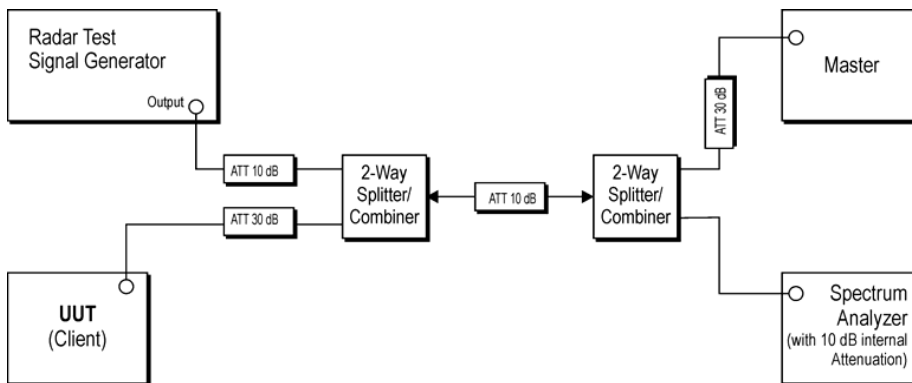 Radar Test
Signal Generator
Output
ATT 10 dB
2-Way
Splitter/
Combiner
ATT 30 dB
UUT
(Client)
ATT 10 dB
2-Way
Splitter/
Combiner
ATT 30 dB
Master
Spectrum
Analyzer
(with 10 dB internal
Attenuation)